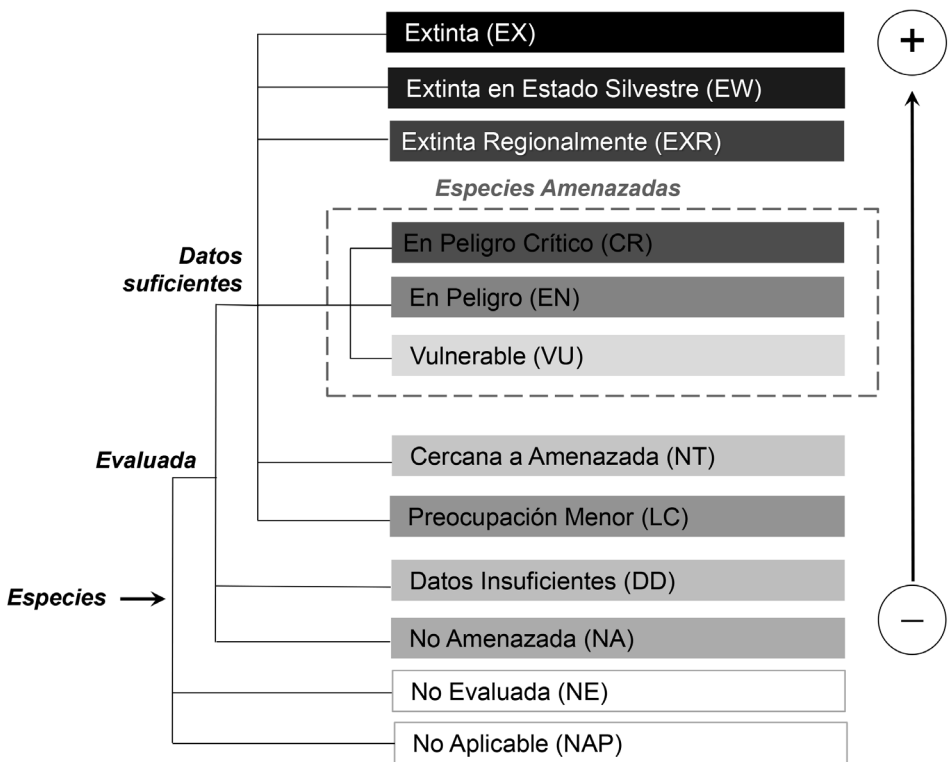 Extinta (EX)
+
Extinta en Estado Silvestre (EW)
Extinta Regionalmente (EXR)
Especies Amenazadas
En Peligro Crítico (CR)
Datos
suficientes
En Peligro (EN)
Vulnerable (VU)
Evaluada
Cercana a Amenazada (NT)
Preocupación Menor (LC)
Especies
Datos Insuficientes (DD)
−
No Amenazada (NA)
No Evaluada (NE)
No Aplicable (NAP)